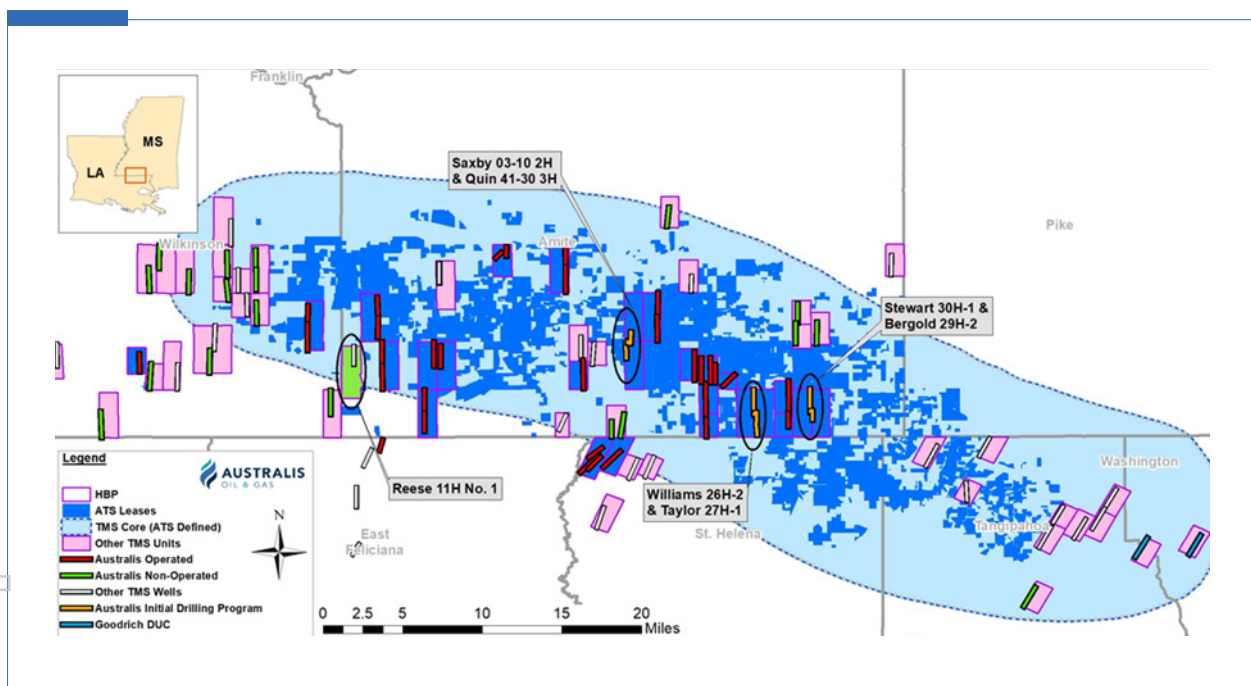 Franklin
MS
LA
Saxby 03-10 2H
& Quin 41-30 3H
Pike
Wilkinson
Amite
Stewart 30H-1 &
Bergold 29H-2
Reese 11H No. 1
Williams 26H-2
& Taylor 27H-1
Washington
Tangipahoa
St. Helena
East
Feliciana
Legend
AUSTRALIS
OIL & GAS
HBP
ATS Leases
TMS Core (ATS Defined)
Other TMS Units
Australis Operated
Australis Non-Operated
Other TMS Wells
Australis Initial Drilling Program
Goodrich DUC
N
0 2.5 5 10 15 20
Miles